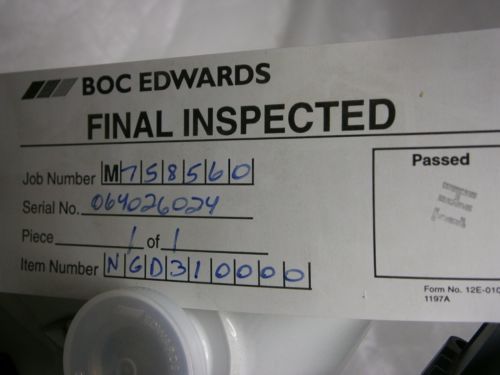 BOC EDWARDS
FINAL INSPECTED
Job Number M758560
Serial No. 064026024
Piece 1 of 1
Item Number NGD310000
Passed
Form No. 12E-010
1197A